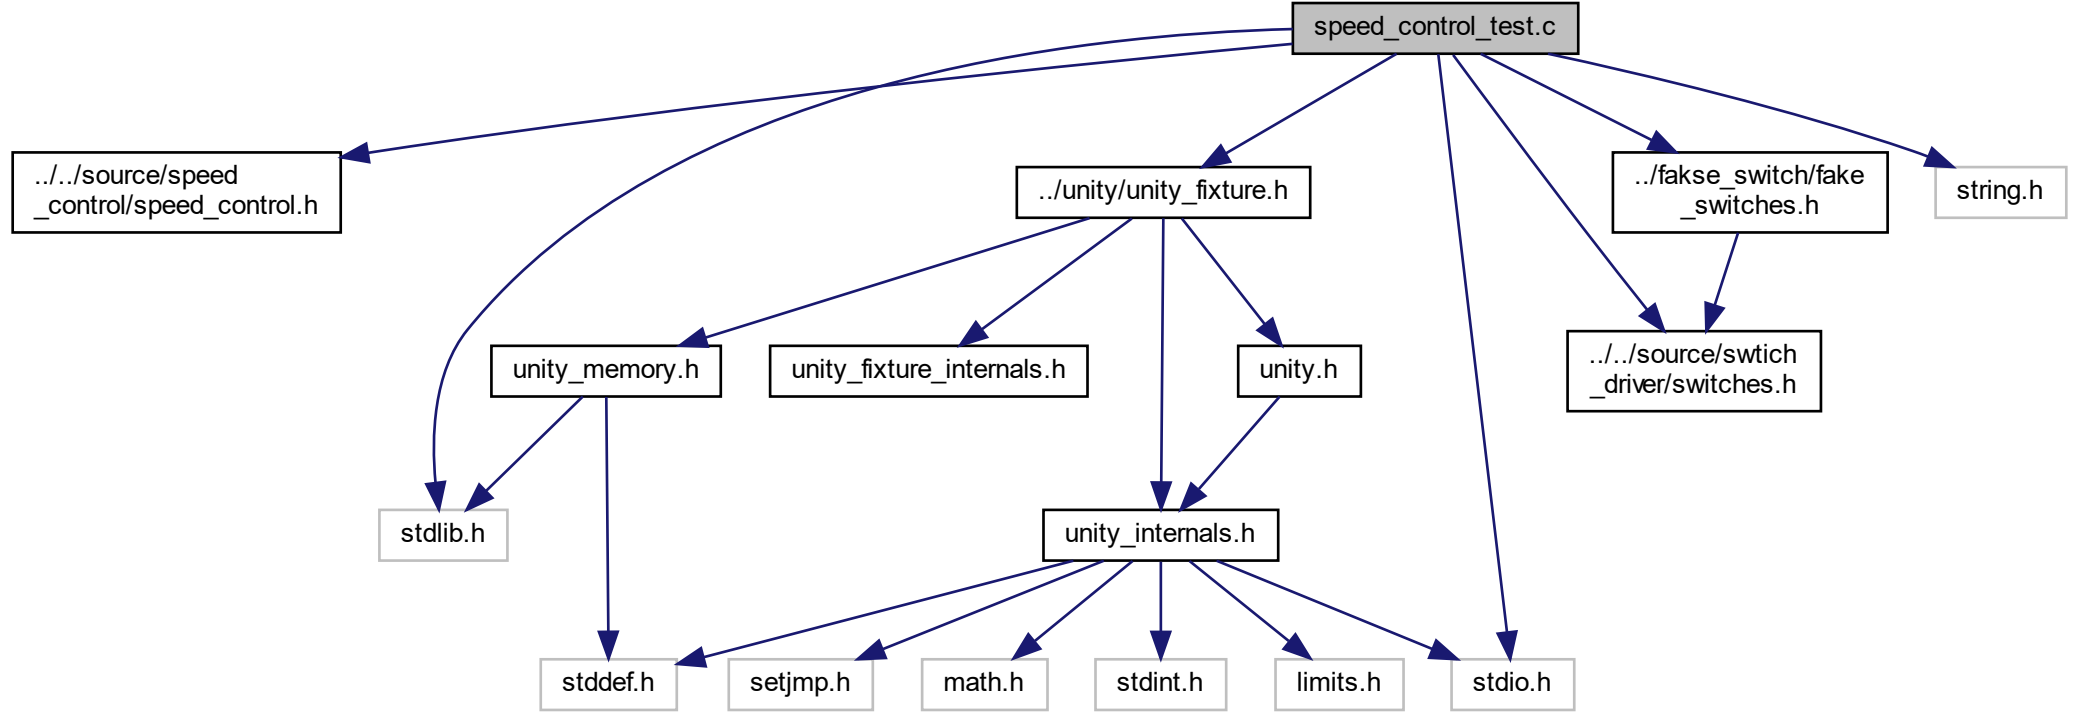 speed_control_test.c
../../source/speed
_control/speed_control.h
../unity/unity_fixture.h
../fakse_switch/fake
_switches.h
string.h
unity_memory.h
unity_fixture_internals.h
unity.h
../../source/swtich
_driver/switches.h
stdlib.h
unity_internals.h
stddef.h
setjmp.h
math.h
stdint.h
limits.h
stdio.h